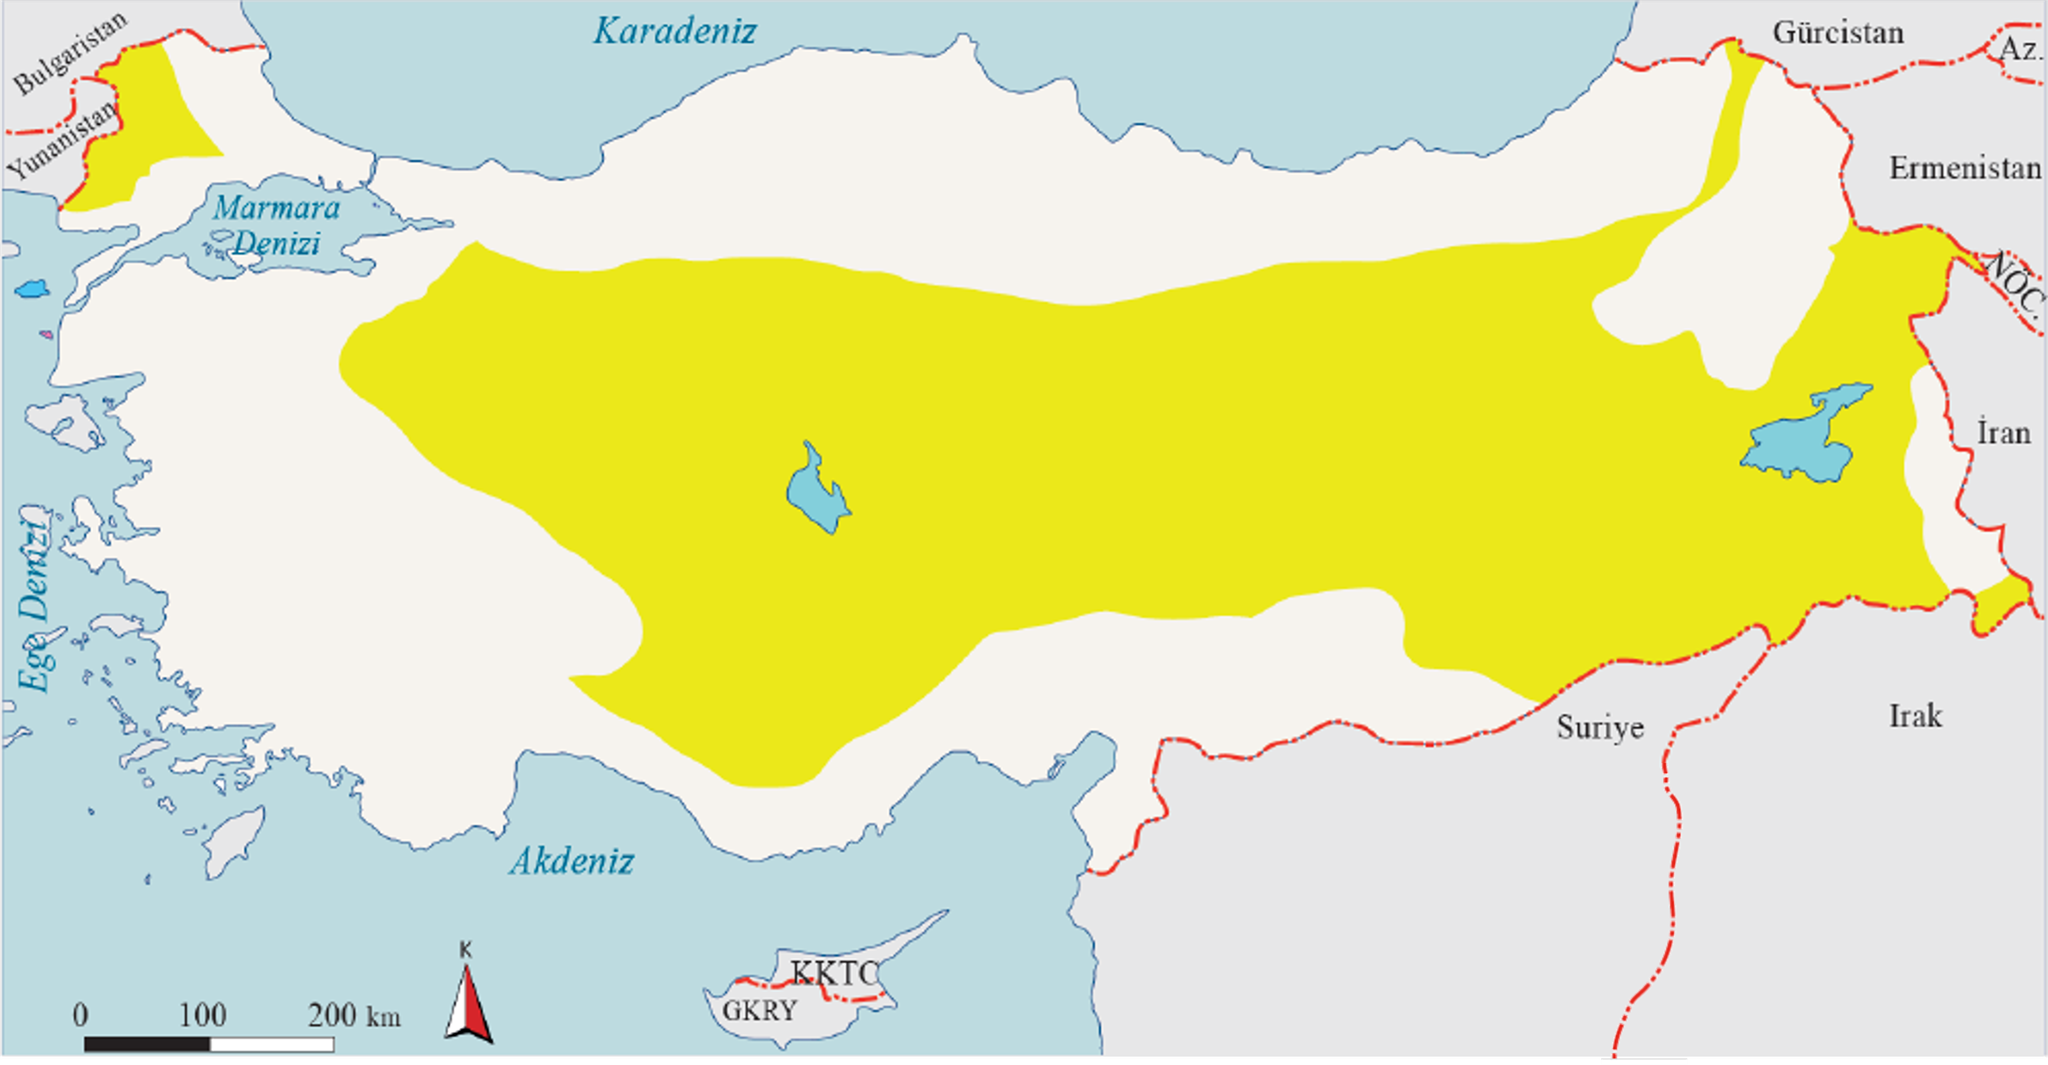 Bulgaristan
Karadeniz
Gürcistan
Az.
Yunanistan
Ermenistan
Marmara
Denizi
NÖC.
İran
Ege Denizi
Suriye
Irak
Akdeniz
K
KKTC
GKRY
0 100 200 km